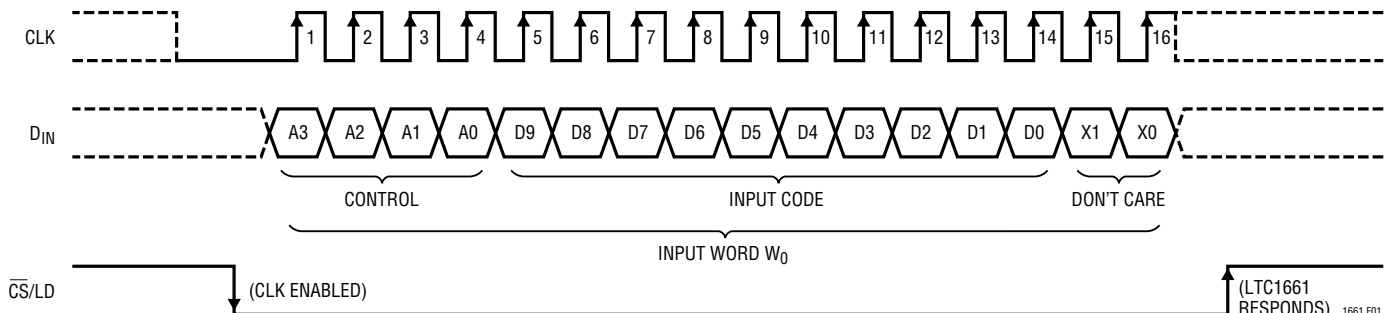 CLK 1 2 3 4 5 6 7 8 9 10 11 12 13 14 15 16
DIN A3 A2 A1 A0 D9 D8 D7 D6 D5 D4 D3 D2 D1 D0 X1 X0
CONTROL INPUT CODE DON'T CARE
INPUT WORD W0
CS/LD (CLK ENABLED) (LTC1661
RESPONDS) 1661 F01